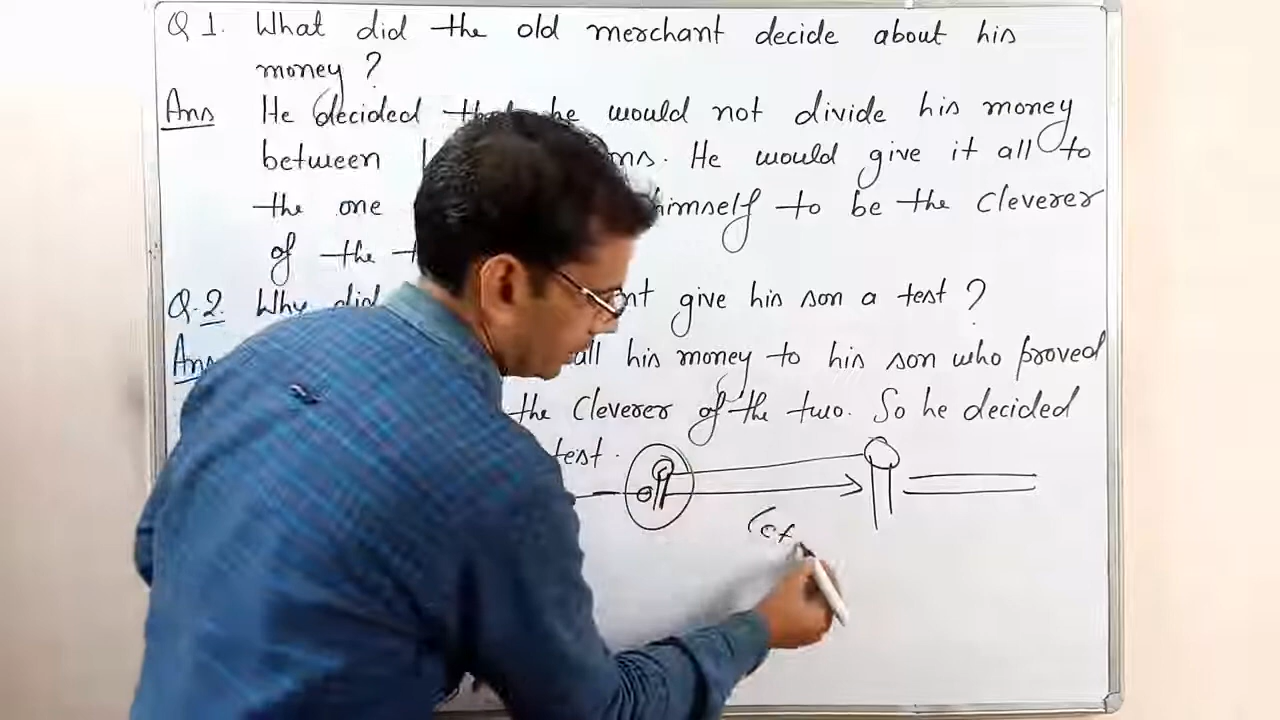 Q 1. What did the old merchant decide about his
money ?
Ans He decided that he would not divide his money
between sons. He would give it all to
the one himself to be the cleverer
of the
Q.2. Why did give his son a test ?
Ans all his money to his son who proved
the cleverer of the two. So he decided
test.